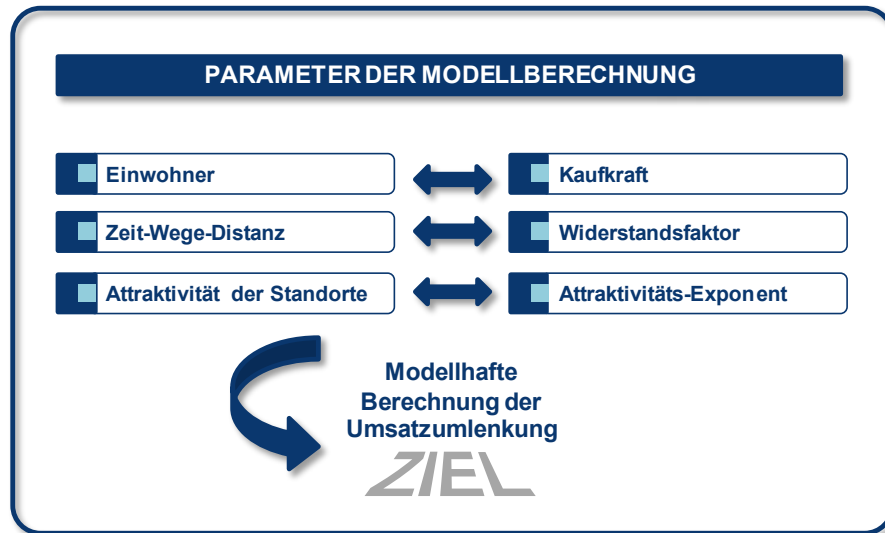 PARAMETER DER MODELLBERECHNUNG
Einwohner
Kaufkraft
Zeit-Wege-Distanz
Widerstandsfaktor
Attraktivität der Standorte
Attraktivitäts-Exponent
Modellhafte
Berechnung der
Umsatzumlenkung
ZIEL